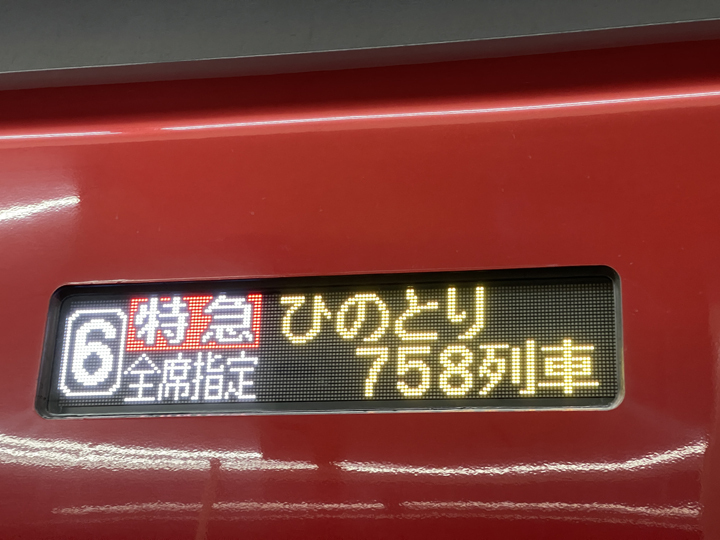 6
特急
全席指定
ひのとり
758列車